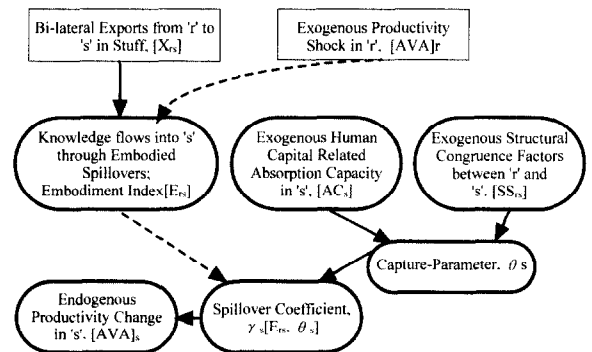 Bi-lateral Exports from 'r' to
's' in Stuff, [Xrs]
Exogenous Productivity
Shock in 'r'. [AVA]r
Knowledge flows into 's'
through Embodied
Spillovers;
Embodiment Index[Ers]
Exogenous Human
Capital Related
Absorption Capacity
in 's'. [ACs]
Exogenous Structural
Congruence Factors
between 'r' and
's'. [SSrs]
Capture-Parameter. θ s
Endogenous
Productivity Change
in 's'. [AVA]s
Spillover Coefficient,
γ s[Ers. θ s]